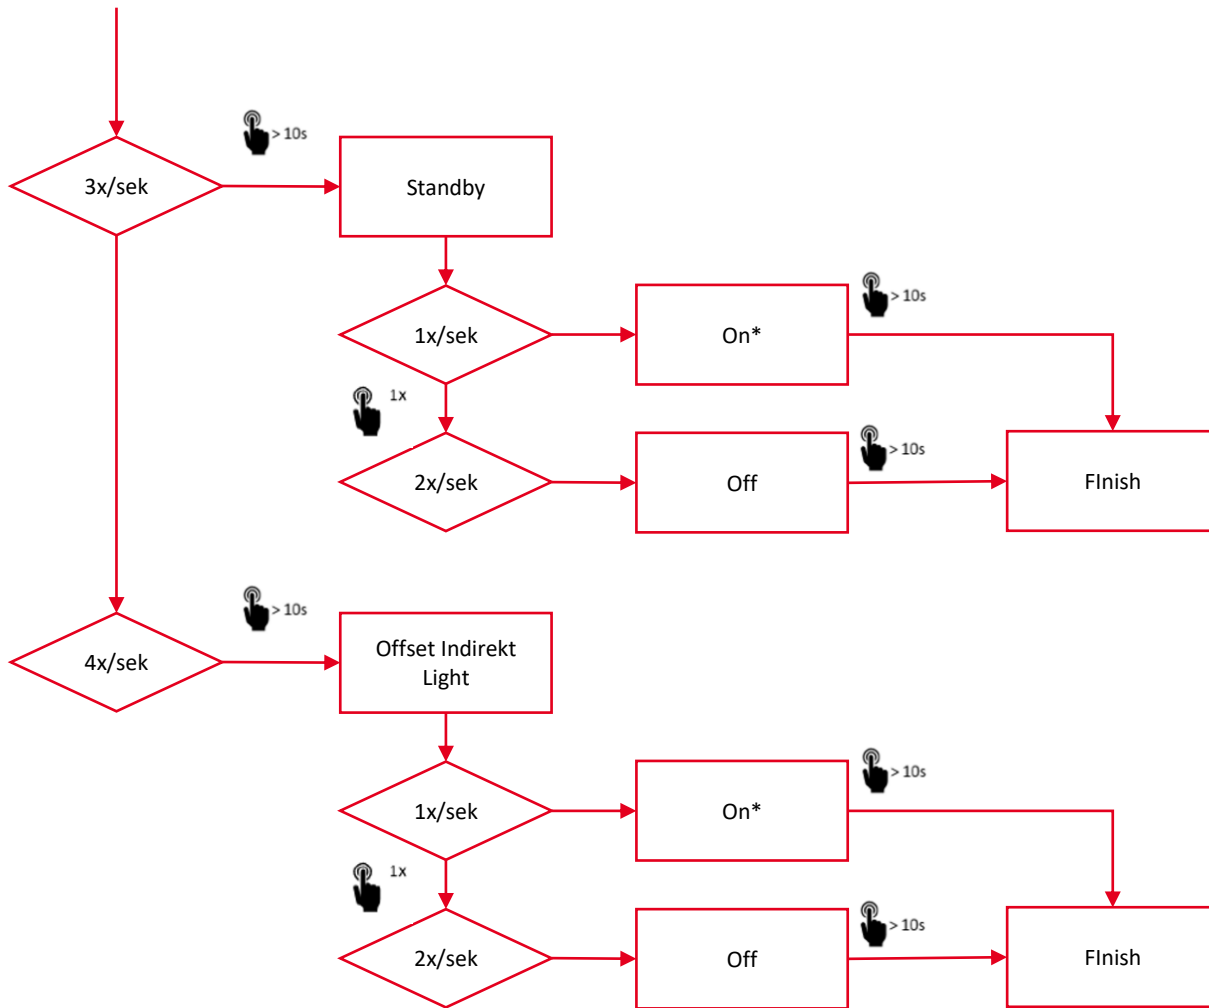 > 10s
3x/sek
Standby
> 10s
1x/sek
On*
1x
> 10s
2x/sek
Off
FInish
> 10s
4x/sek
Offset Indirekt
Light
> 10s
1x/sek
On*
1x
> 10s
2x/sek
Off
FInish